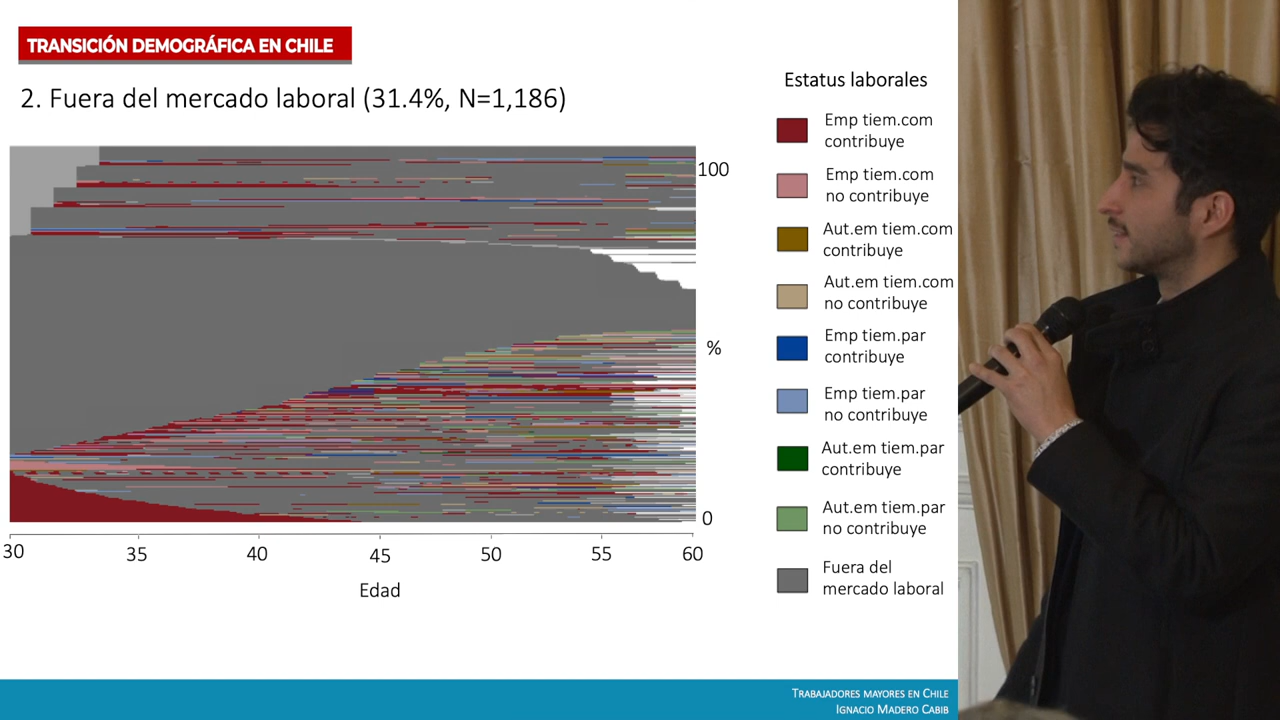 TRANSICIÓN DEMOGRÁFICA EN CHILE
2. Fuera del mercado laboral (31.4%, N=1,186)
100
%
0
30 35 40 45 50 55 60
Edad
Estatus laborales
Emp tiem.com
contribuye
Emp tiem.com
no contribuye
Aut.em tiem.com
contribuye
Aut.em tiem.com
no contribuye
Emp tiem.par
contribuye
Emp tiem.par
no contribuye
Aut.em tiem.par
contribuye
Aut.em tiem.par
no contribuye
Fuera del
mercado laboral
TRABAJADORES MAYORES EN CHILE
IGNACIO MADERO CABIB